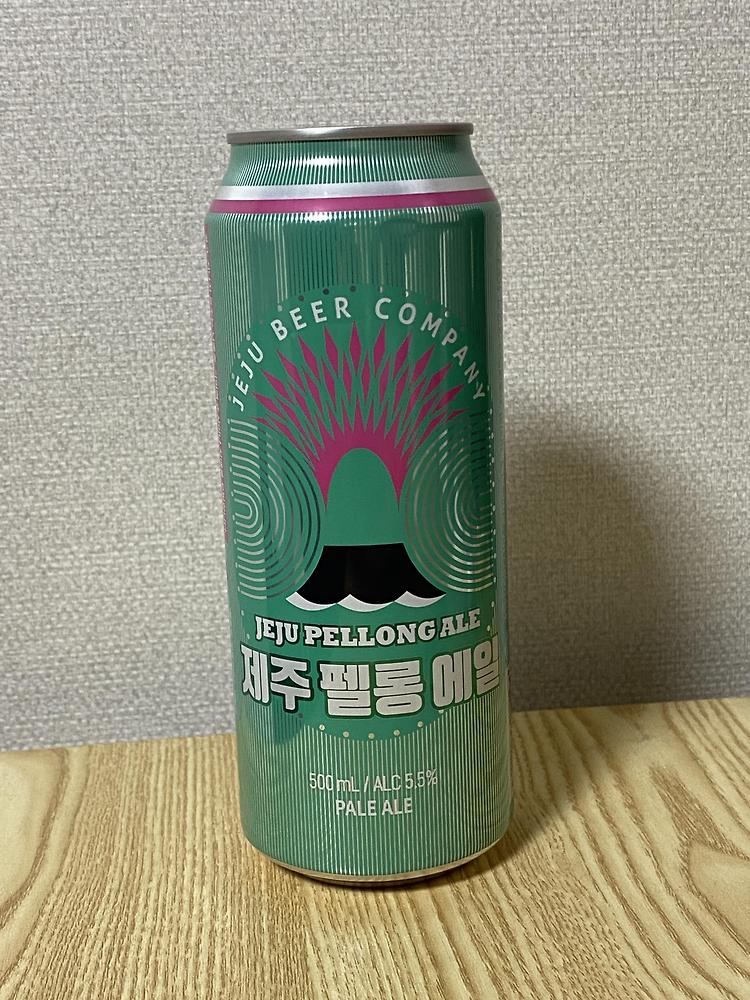 JEJU BEER COMPANY
JEJU PELLONG ALE
제주 펠롱 에일
500 mL / ALC 5.5%
PALE ALE